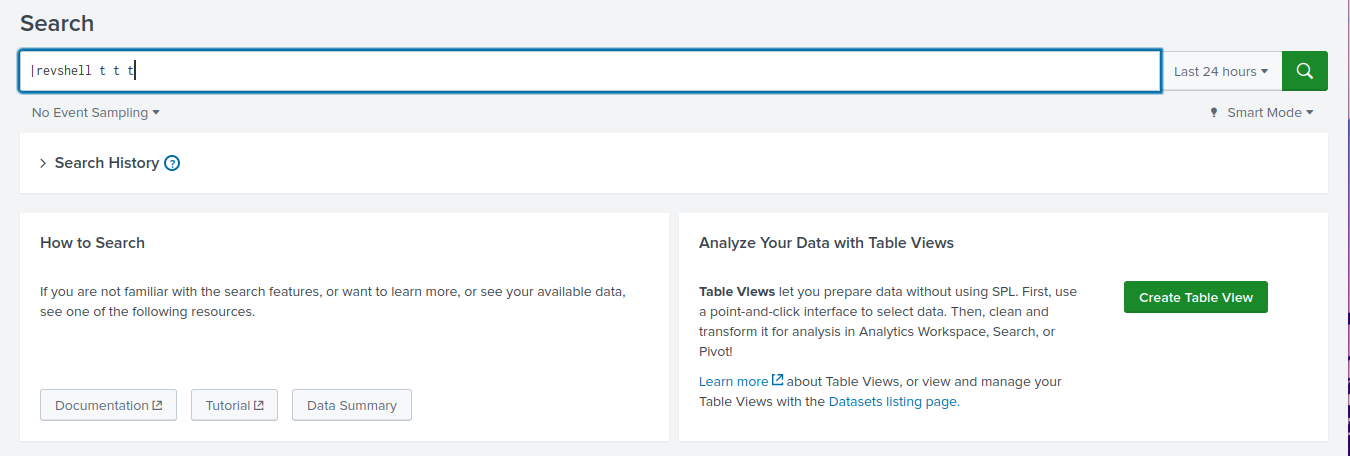 Search
|revshell t t t
Last 24 hours
No Event Sampling
Smart Mode
Search History ?
How to Search
If you are not familiar with the search features, or want to learn more, or see your available data,
see one of the following resources.
Documentation
Tutorial
Data Summary
Analyze Your Data with Table Views
Table Views let you prepare data without using SPL. First, use
a point-and-click interface to select data. Then, clean and
transform it for analysis in Analytics Workspace, Search, or
Pivot!
Learn more about Table Views, or view and manage your
Table Views with the Datasets listing page.
Create Table View